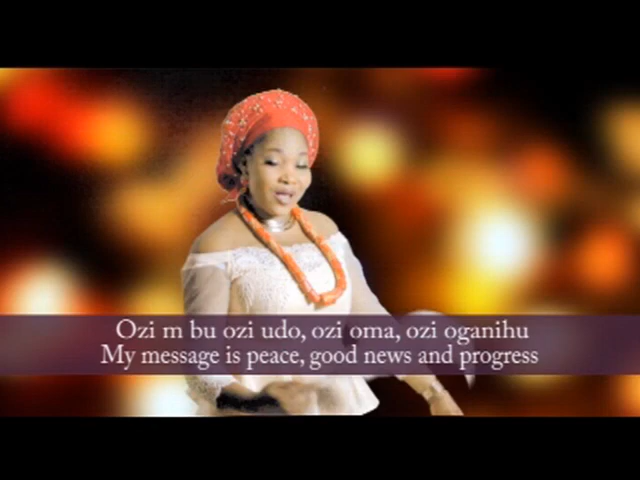 Ozi m bu ozi udo, ozi oma, ozi oganihu
My message is peace, good news and progress